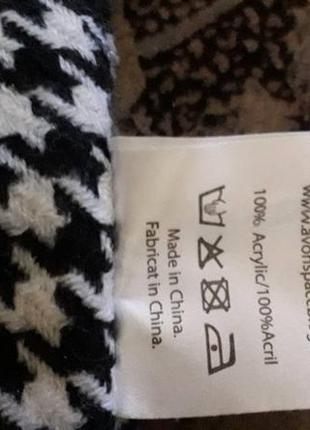 100% Acrylic/100%Acril
Made in China.
Fabricat in China.